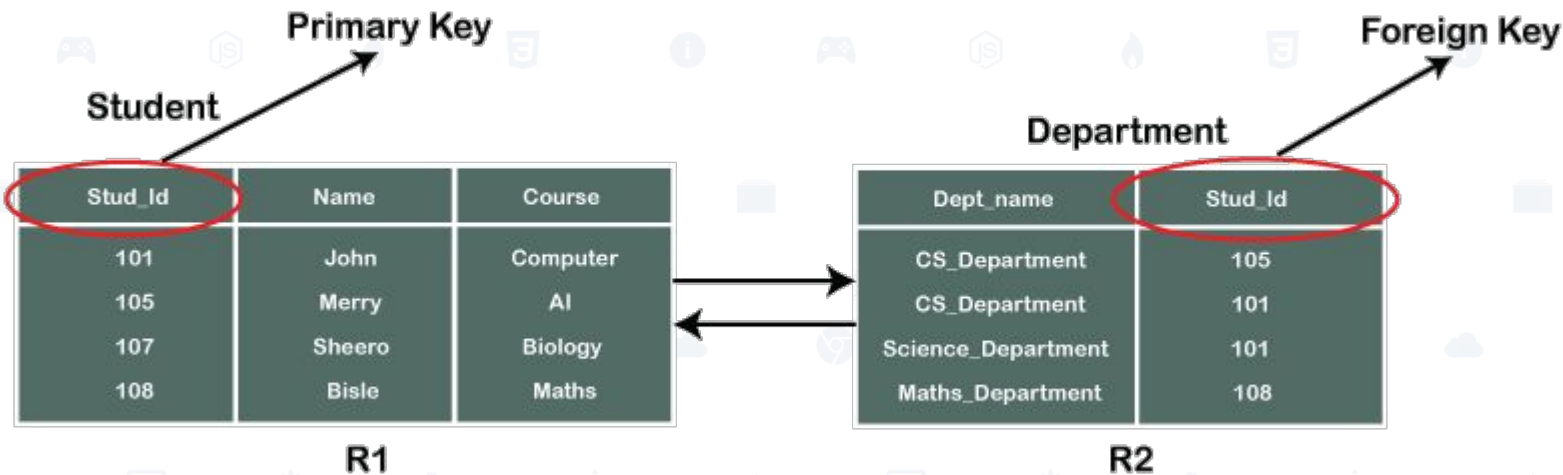 Primary Key
Foreign Key
Student
Department
Stud_Id Name Course
101 John Computer
105 Merry AI
107 Sheero Biology
108 Bisle Maths
R1
Dept_name Stud_Id
CS_Department 105
CS_Department 101
Science_Department 101
Maths_Department 108
R2